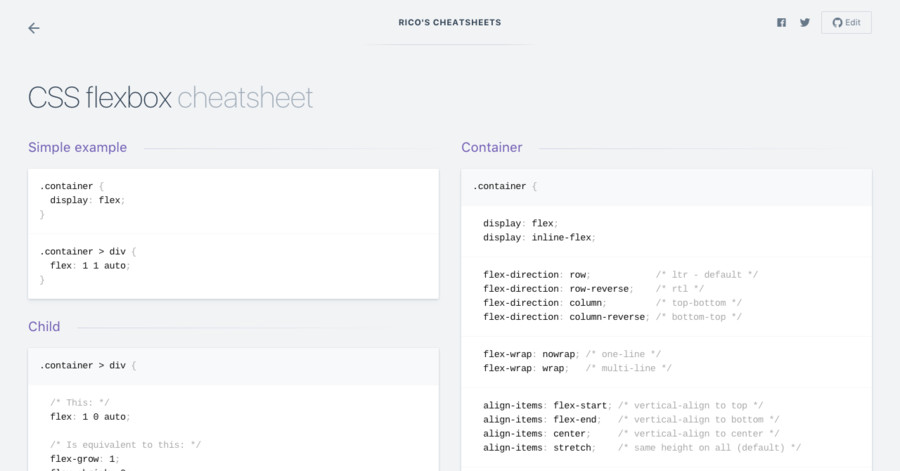 RICO'S CHEATSHEETS
Edit
CSS flexbox cheatsheet
Simple example
.container {
display: flex;
}
.container > div {
flex: 1 1 auto;
}
Child
.container > div {
/* This: */
flex: 1 0 auto;
/* Is equivalent to this: */
flex-grow: 1;
Container
.container {
display: flex;
display: inline-flex;
flex-direction: row; /* ltr - default */
flex-direction: row-reverse; /* rtl */
flex-direction: column; /* top-bottom */
flex-direction: column-reverse; /* bottom-top */
flex-wrap: nowrap; /* one-line */
flex-wrap: wrap; /* multi-line */
align-items: flex-start; /* vertical-align to top */
align-items: flex-end; /* vertical-align to bottom */
align-items: center; /* vertical-align to center */
align-items: stretch; /* same height on all (default) */